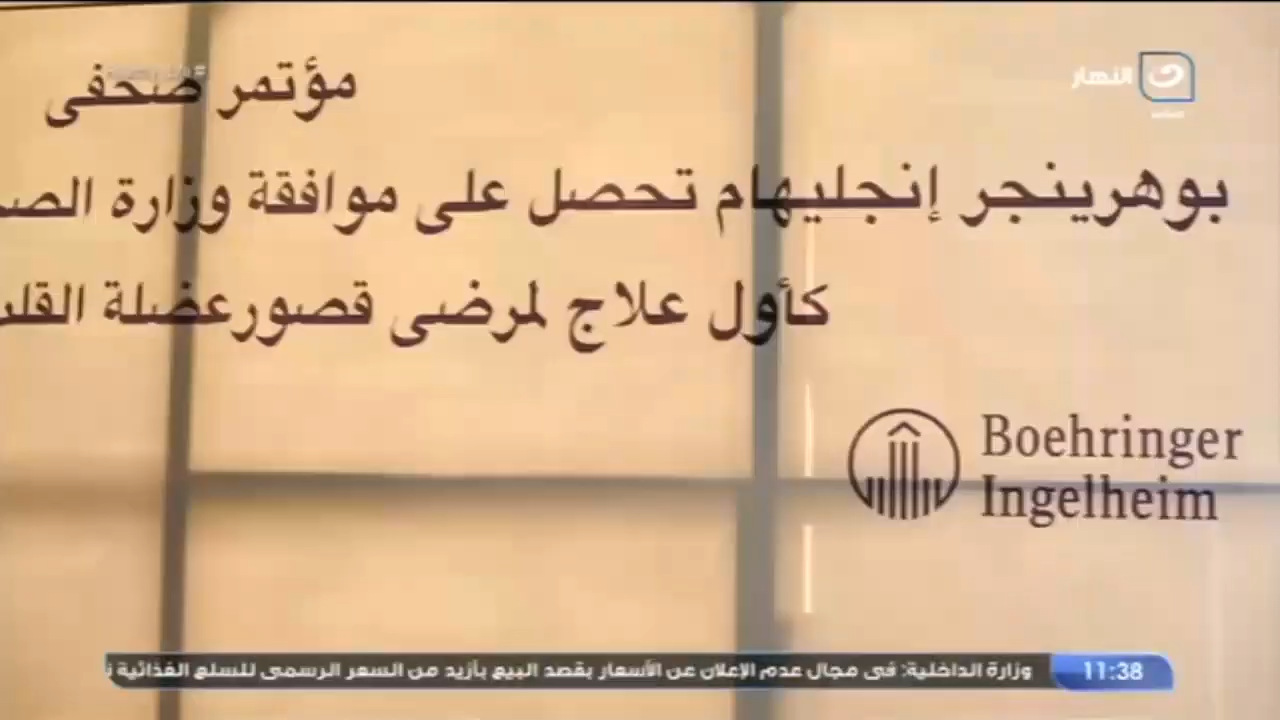 النهار
مؤتمر صحفى
بوهرينجر إنجليهام تحصل على موافقة وزارة
كأول علاج لمرضى قصورعضلة
Boehringer
Ingelheim
11:38
وزارة الداخلية: فى مجال عدم الإعلان عن الأسعار بقصد البيع بأزيد من السعر الرسمى للسلع الغذائية